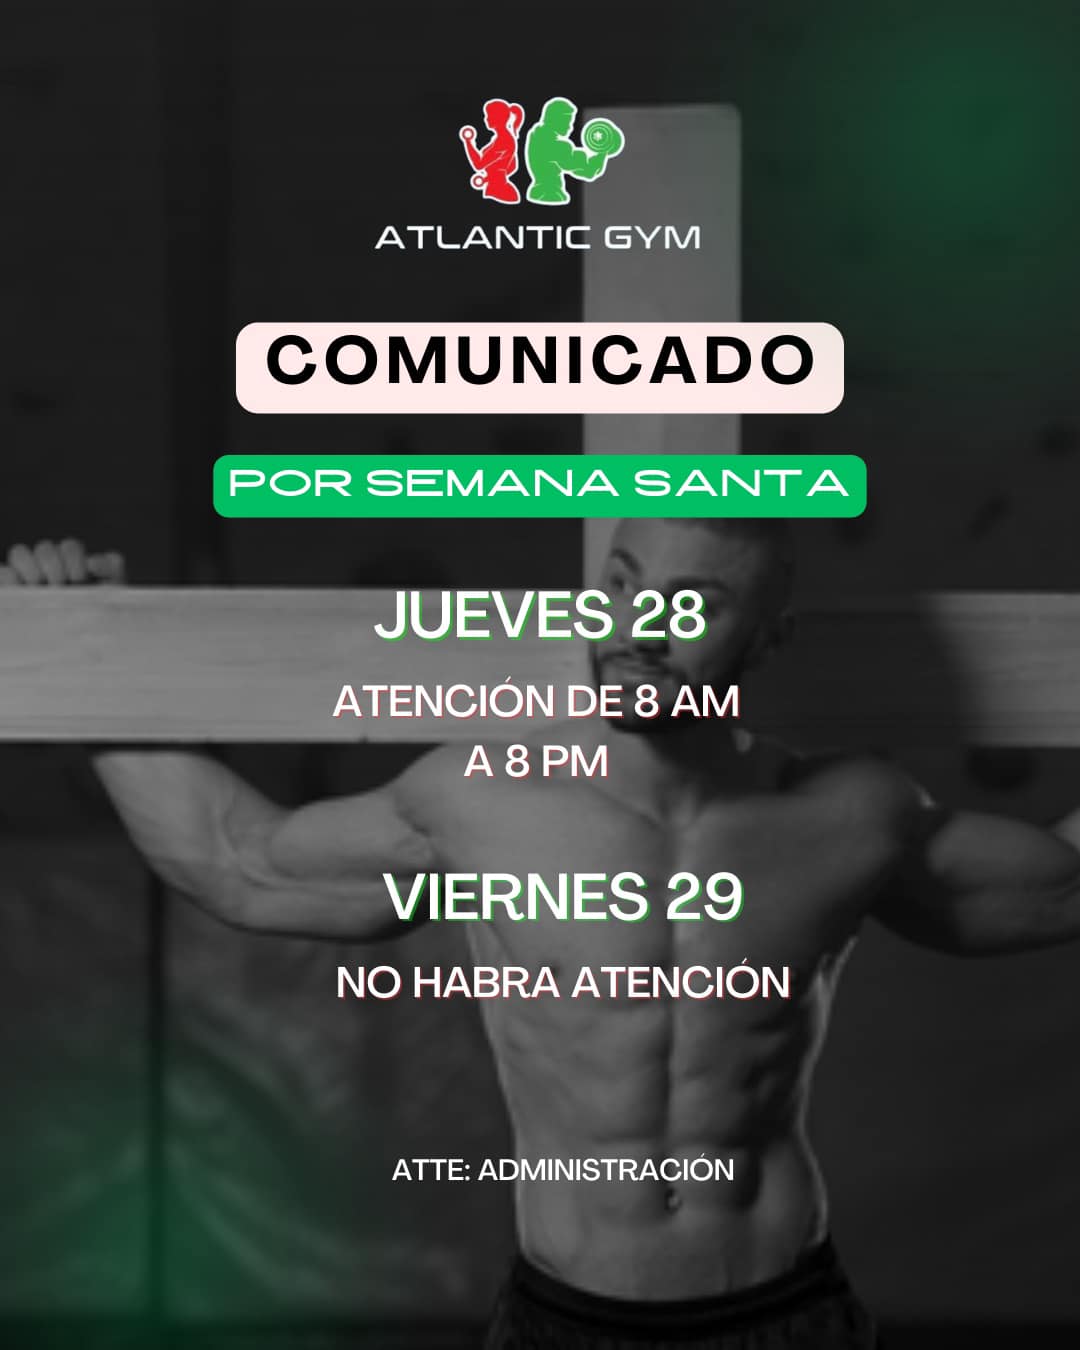 ATLANTIC GYM
COMUNICADO
POR SEMANA SANTA
JUEVES 28
ATENCIÓN DE 8 AM
A 8 PM
VIERNES 29
NO HABRA ATENCIÓN
ATTE: ADMINISTRACIÓN